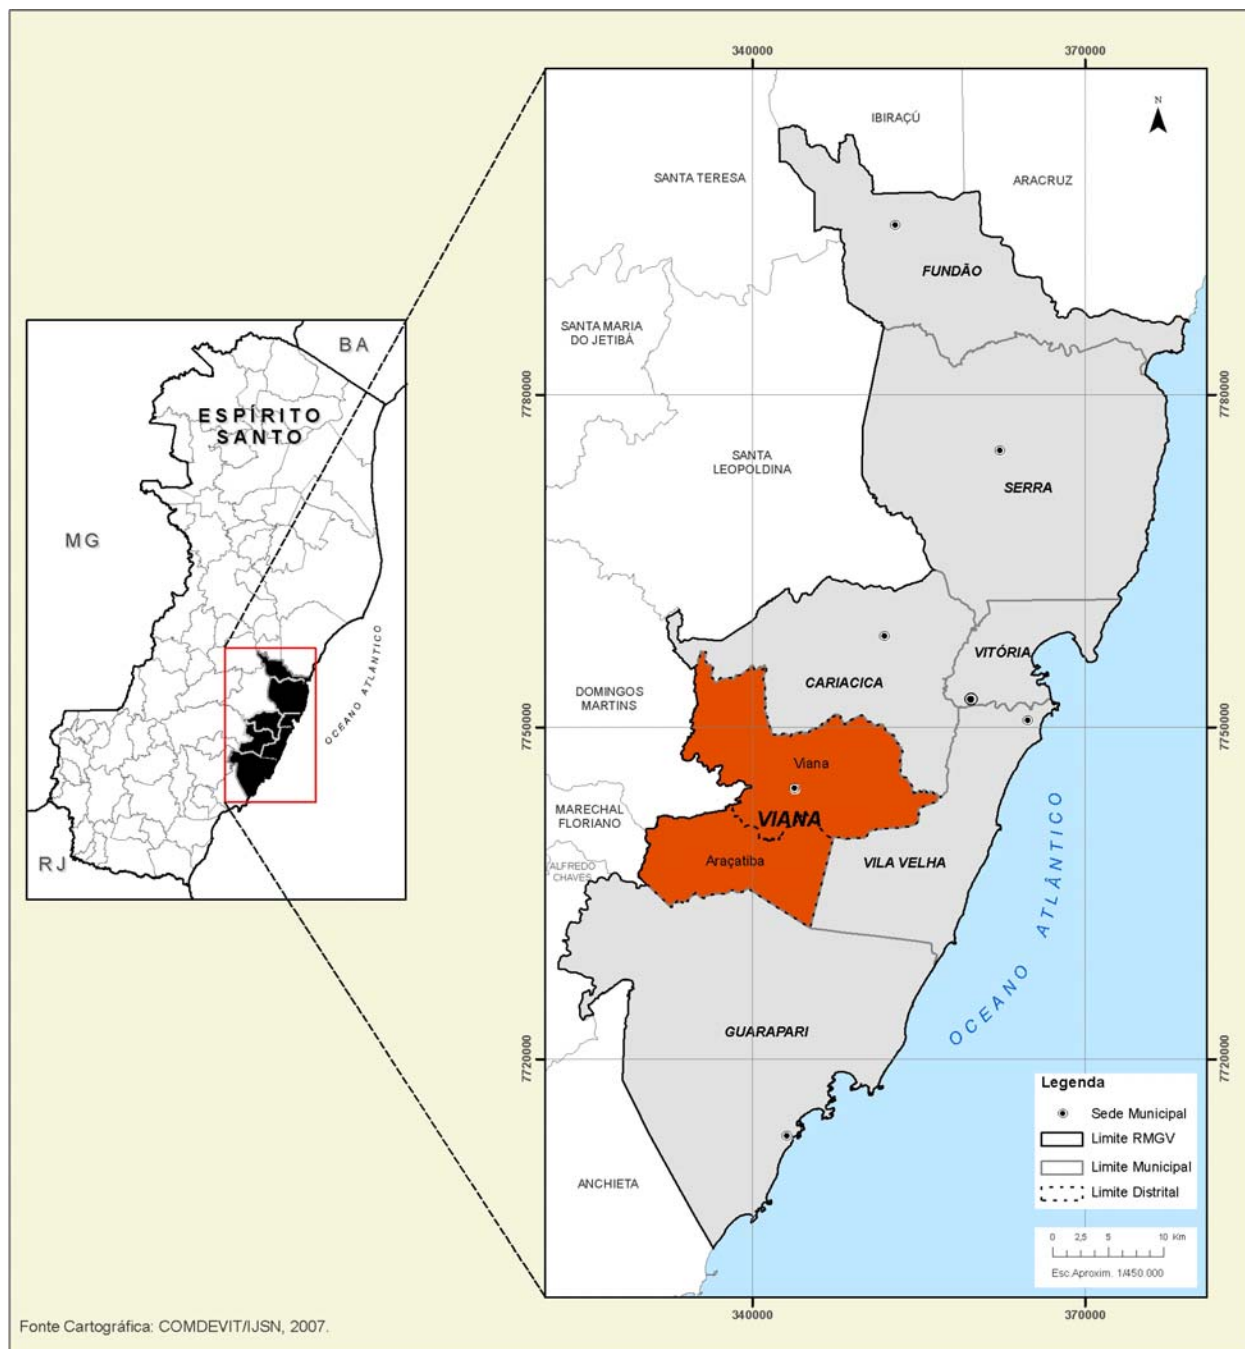 340000
370000
IBIRAÇÚ
N
SANTA TERESA
ARACRUZ
FUNDÃO
SANTA MARIA
DO JETIBÁ
BA
ESPÍRITO
SANTO
7780000
7780000
SANTA
LEOPOLDINA
SERRA
MG
OCEANO ATLÂNTICO
VITÓRIA
CARIACICA
DOMINGOS
MARTINS
7750000
7750000
Viana
VIANA
MARECHAL
FLORIANO
RJ
ALFREDO
CHAVES
Araçatiba
VILA VELHA
OCEANO ATLÂNTICO
GUARAPARI
7720000
7720000
ANCHIETA
Legenda
Sede Municipal
Limite RMGV
Limite Municipal
Limite Distrital
0 2,5 5 10 Km
Esc.Aproxim. 1/450.000
340000
370000
Fonte Cartográfica: COMDEVIT/IJSN, 2007.